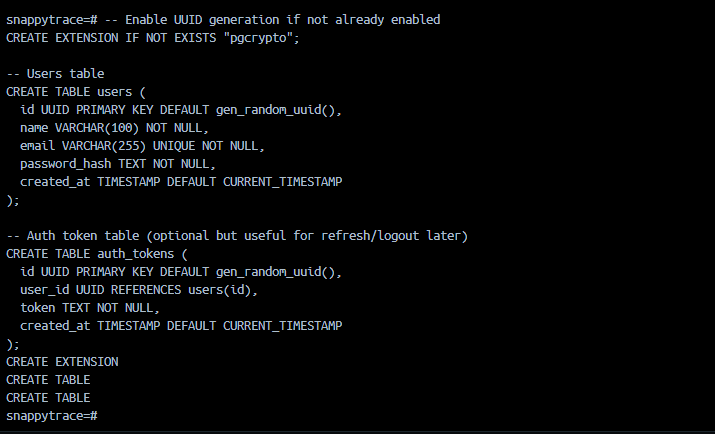 snappytrace=# -- Enable UUID generation if not already enabled
CREATE EXTENSION IF NOT EXISTS "pgcrypto";

-- Users table
CREATE TABLE users (
  id UUID PRIMARY KEY DEFAULT gen_random_uuid(),
  name VARCHAR(100) NOT NULL,
  email VARCHAR(255) UNIQUE NOT NULL,
  password_hash TEXT NOT NULL,
  created_at TIMESTAMP DEFAULT CURRENT_TIMESTAMP
);

-- Auth token table (optional but useful for refresh/logout later)
CREATE TABLE auth_tokens (
  id UUID PRIMARY KEY DEFAULT gen_random_uuid(),
  user_id UUID REFERENCES users(id),
  token TEXT NOT NULL,
  created_at TIMESTAMP DEFAULT CURRENT_TIMESTAMP
);
CREATE EXTENSION
CREATE TABLE
CREATE TABLE
snappytrace=#